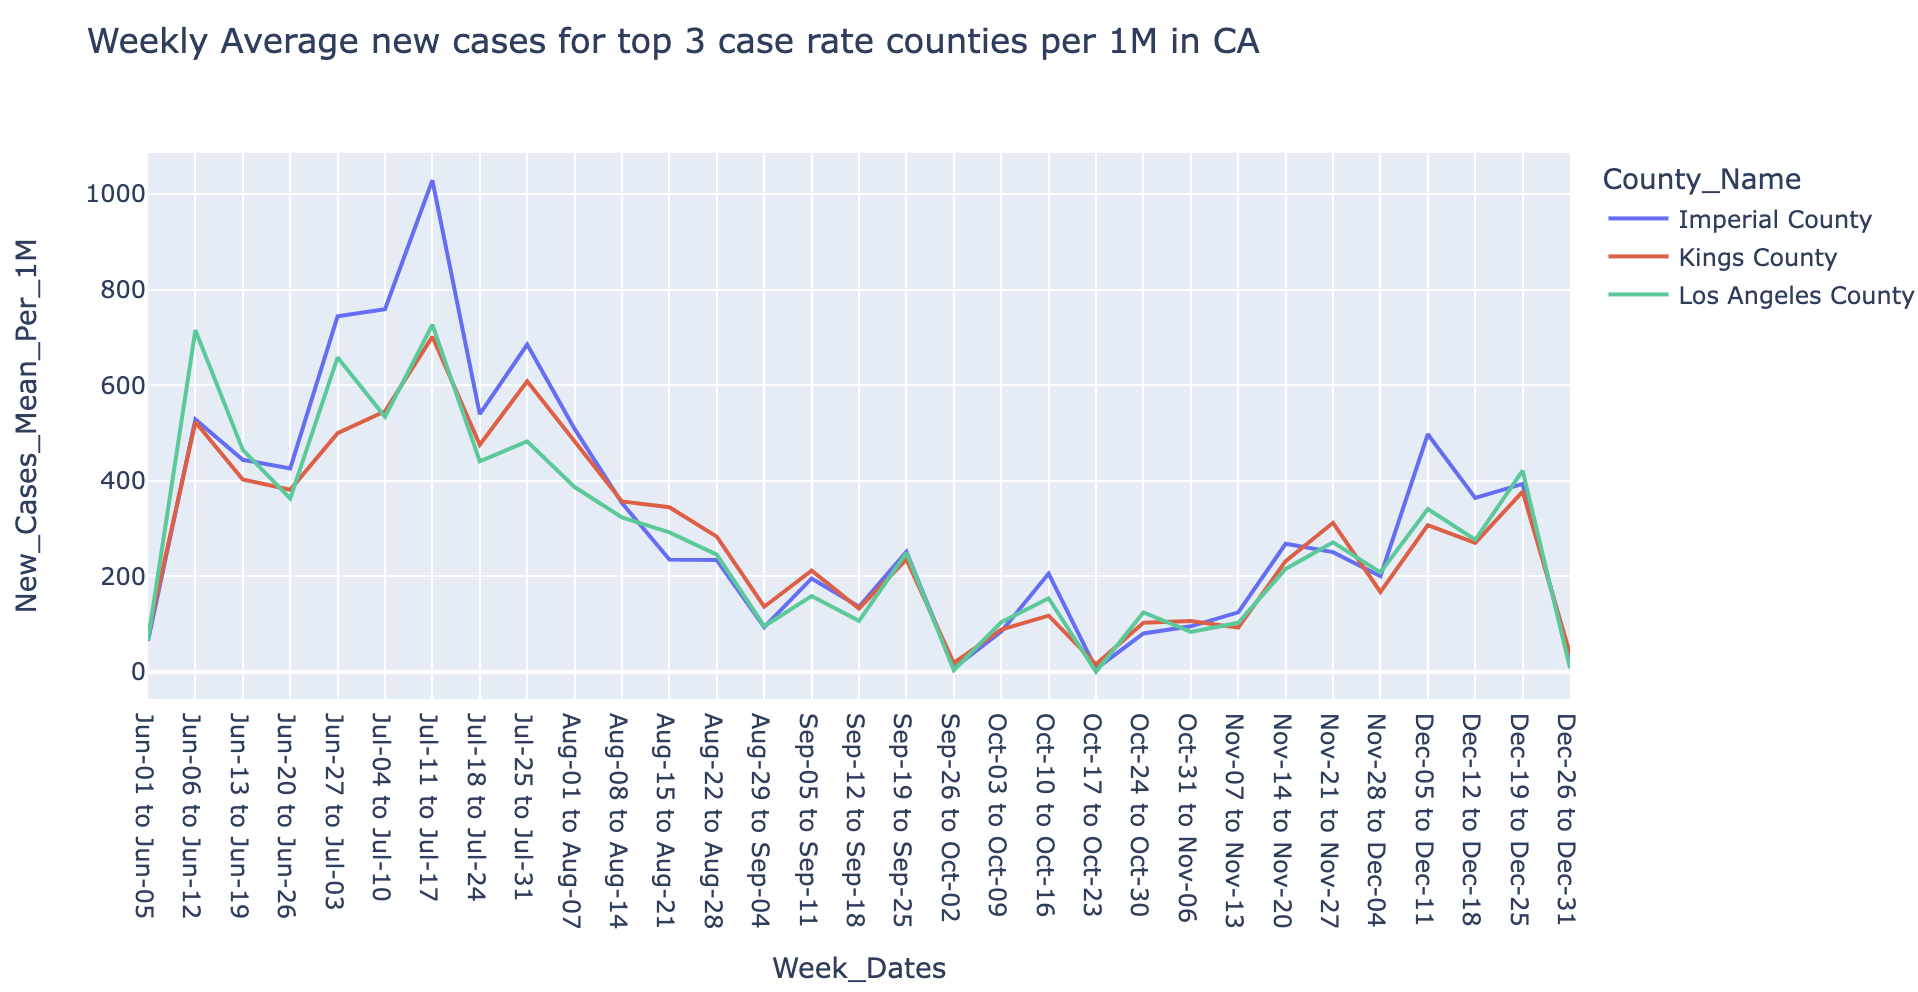 Weekly Average new cases for top 3 case rate counties per 1M in CA
New_Cases_Mean_Per_1M
1000
800
600
400
200
0
County_Name
Imperial County
Kings County
Los Angeles County
Jun-01 to Jun-05
Jun-06 to Jun-12
Jun-13 to Jun-19
Jun-20 to Jun-26
Jun-27 to Jul-03
Jul-04 to Jul-10
Jul-11 to Jul-17
Jul-18 to Jul-24
Jul-25 to Jul-31
Aug-01 to Aug-07
Aug-08 to Aug-14
Aug-15 to Aug-21
Aug-22 to Aug-28
Aug-29 to Sep-04
Sep-05 to Sep-11
Sep-12 to Sep-18
Sep-19 to Sep-25
Sep-26 to Oct-02
Oct-03 to Oct-09
Oct-10 to Oct-16
Oct-17 to Oct-23
Oct-24 to Oct-30
Oct-31 to Nov-06
Nov-07 to Nov-13
Nov-14 to Nov-20
Nov-21 to Nov-27
Nov-28 to Dec-04
Dec-05 to Dec-11
Dec-12 to Dec-18
Dec-19 to Dec-25
Dec-26 to Dec-31
Week_Dates